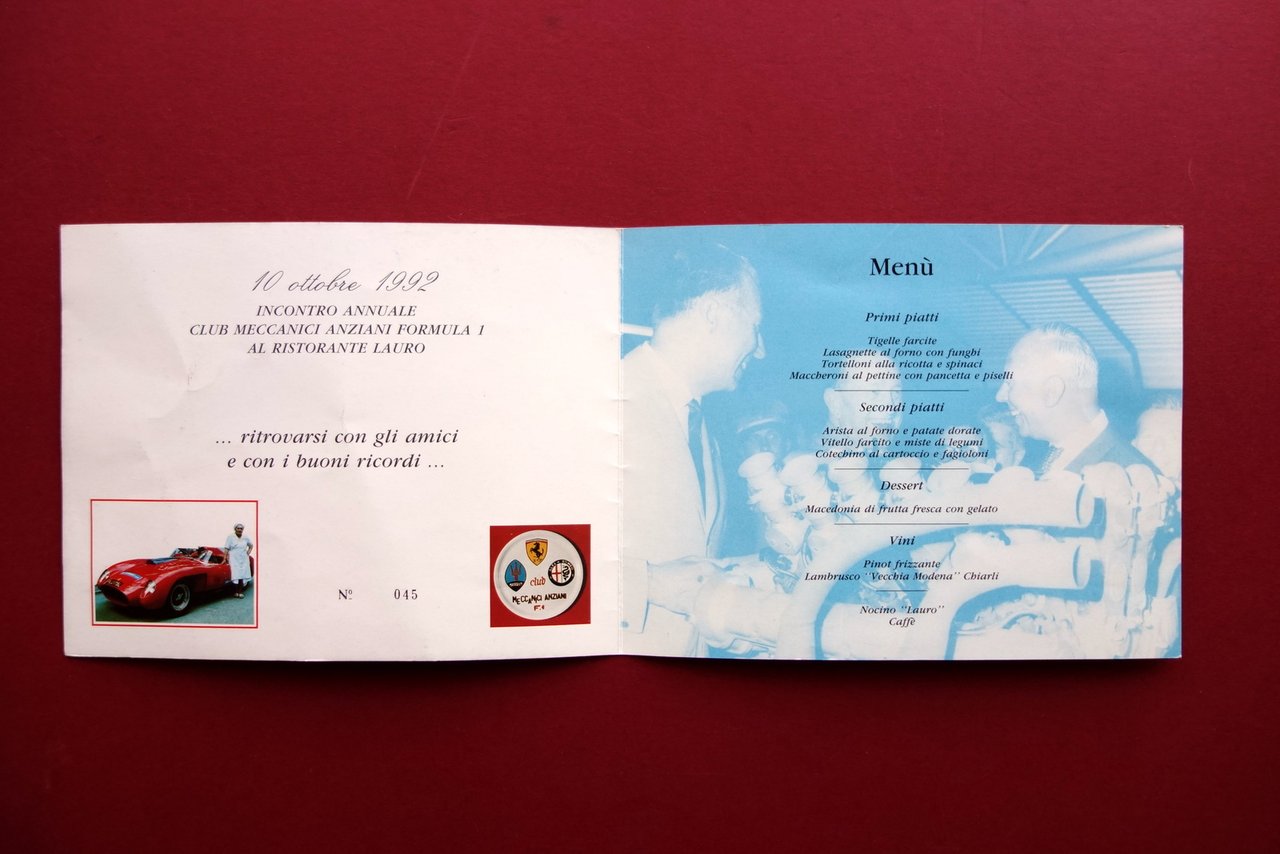 10 ottobre 1992
INCONTRO ANNUALE
CLUB MECCANICI ANZIANI FORMULA 1
AL RISTORANTE LAURO
... ritrovarsi con gli amici
e con i buoni ricordi ...
Nº 045
club
MECCANICI ANZIANI
F.1
Menù
Primi piatti
Tigelle farcite
Lasagnette al forno con funghi
Tortelloni alla ricotta e spinaci
Maccheroni al pettine con pancetta e piselli
Secondi piatti
Arista al forno e patate dorate
Vitello farcito e miste di legumi
Cotechino al cartoccio e fagioloni
Dessert
Macedonia di frutta fresca con gelato
Vini
Pinot frizzante
Lambrusco "Vecchia Modena" Chiarli
Nocino "Lauro"
Caffè